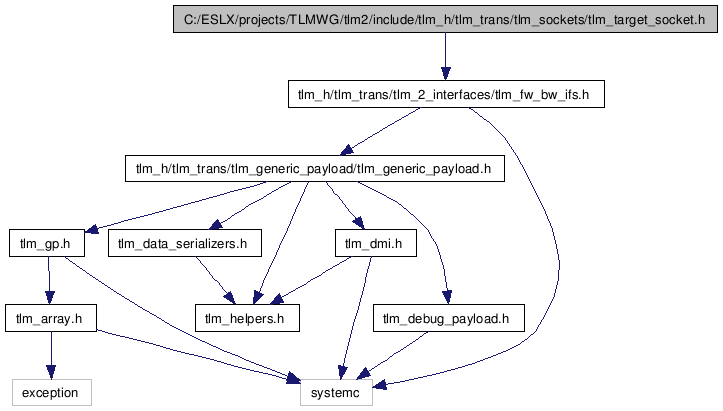 C:/ESLX/projects/TLMWG/tlm2/include/tlm_h/tlm_trans/tlm_sockets/tlm_target_socket.h
tlm_h/tlm_trans/tlm_2_interfaces/tlm_fw_bw_ifs.h
tlm_h/tlm_trans/tlm_generic_payload/tlm_generic_payload.h
tlm_gp.h
tlm_data_serializers.h
tlm_dmi.h
tlm_array.h
tlm_helpers.h
tlm_debug_payload.h
exception
systemc